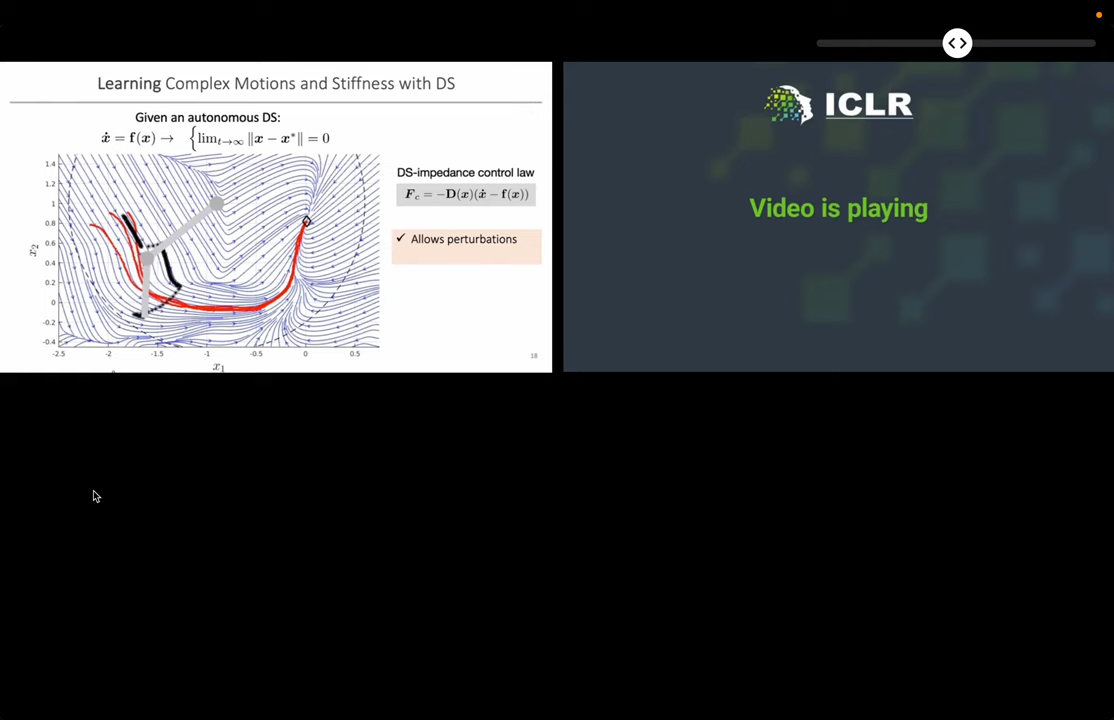 Learning Complex Motions and Stiffness with DS
Given an autonomous DS:
ẋ = f(x) → { lim_{t→∞} ‖x − x*‖ = 0
1.4
1.2
1
0.8
0.6
0.4
0.2
0
-0.2
-0.4
x₂
-2.5 -2 -1.5 -1 -0.5 0 0.5
x₁
DS-impedance control law
F_c = −D(x)(ẋ − f(x))
✓ Allows perturbations
18
ICLR
Video is playing